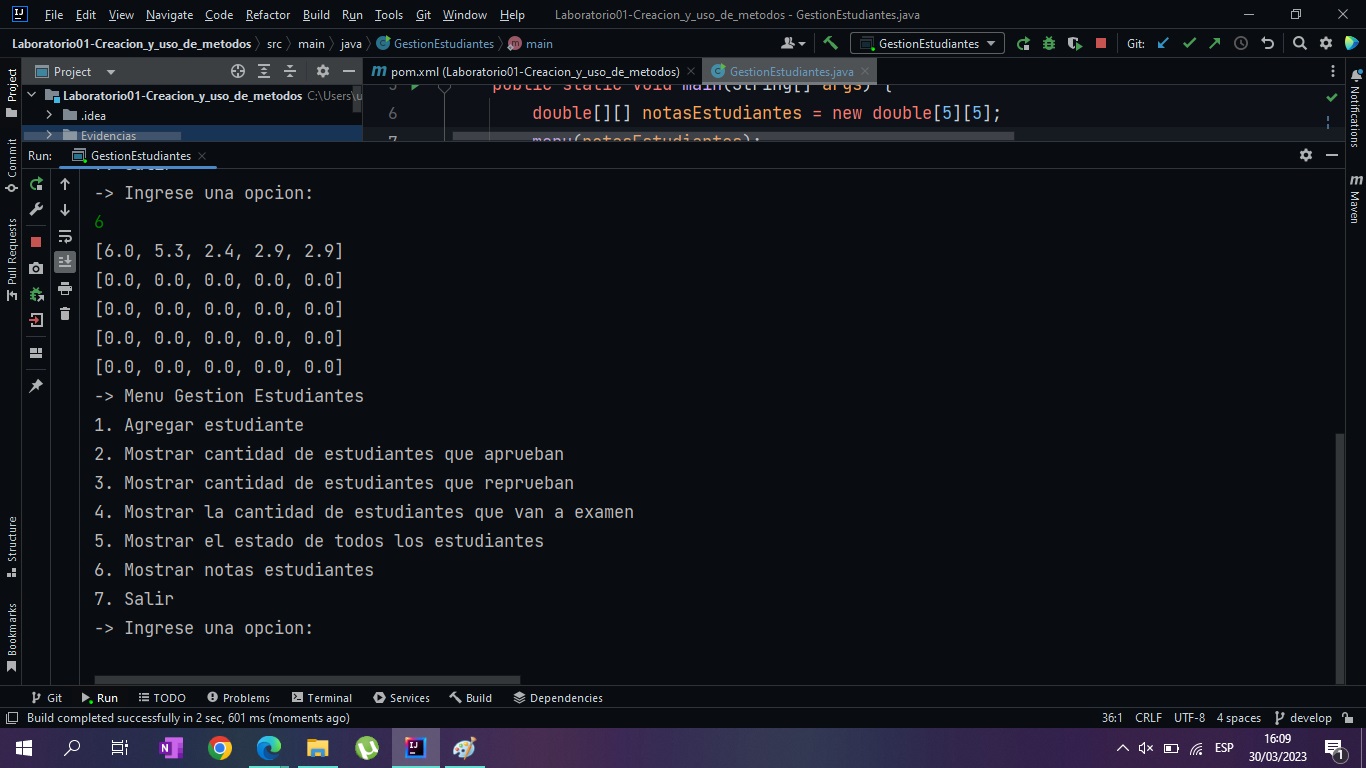 File Edit View Navigate Code Refactor Build Run Tools Git Window Help Laboratorio01-Creacion_y_uso_de_metodos - GestionEstudiantes.java
Laboratorio01-Creacion_y_uso_de_metodos src main java GestionEstudiantes main GestionEstudiantes Git:
Project
Project
pom.xml (Laboratorio01-Creacion_y_uso_de_metodos)
GestionEstudiantes.java
Laboratorio01-Creacion_y_uso_de_metodos C:\Users\u
.idea
Evidencias
public static void main(String[] args) {
6 double[][] notasEstudiantes = new double[5][5];
7 menu(notasEstudiantes);
Commit
Pull Requests
Structure
Bookmarks
Notifications
Maven
Run: GestionEstudiantes
-> Ingrese una opcion:
6
[6.0, 5.3, 2.4, 2.9, 2.9]
[0.0, 0.0, 0.0, 0.0, 0.0]
[0.0, 0.0, 0.0, 0.0, 0.0]
[0.0, 0.0, 0.0, 0.0, 0.0]
[0.0, 0.0, 0.0, 0.0, 0.0]
-> Menu Gestion Estudiantes
1. Agregar estudiante
2. Mostrar cantidad de estudiantes que aprueban
3. Mostrar cantidad de estudiantes que reprueban
4. Mostrar la cantidad de estudiantes que van a examen
5. Mostrar el estado de todos los estudiantes
6. Mostrar notas estudiantes
7. Salir
-> Ingrese una opcion:
Git Run TODO Problems Terminal Services Build Dependencies
Build completed successfully in 2 sec, 601 ms (moments ago) 36:1 CRLF UTF-8 4 spaces develop
ESP
16:09
30/03/2023
1